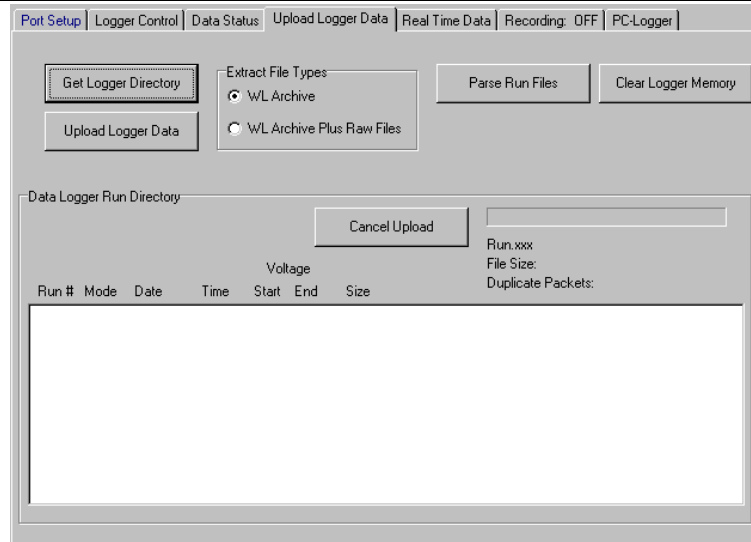 Port Setup Logger Control Data Status Upload Logger Data Real Time Data Recording: OFF PC-Logger
Get Logger Directory
Upload Logger Data
Extract File Types
WL Archive
WL Archive Plus Raw Files
Parse Run Files
Clear Logger Memory
Data Logger Run Directory
Cancel Upload
Run.xxx
File Size:
Duplicate Packets:
Voltage
Run # Mode Date Time Start End Size